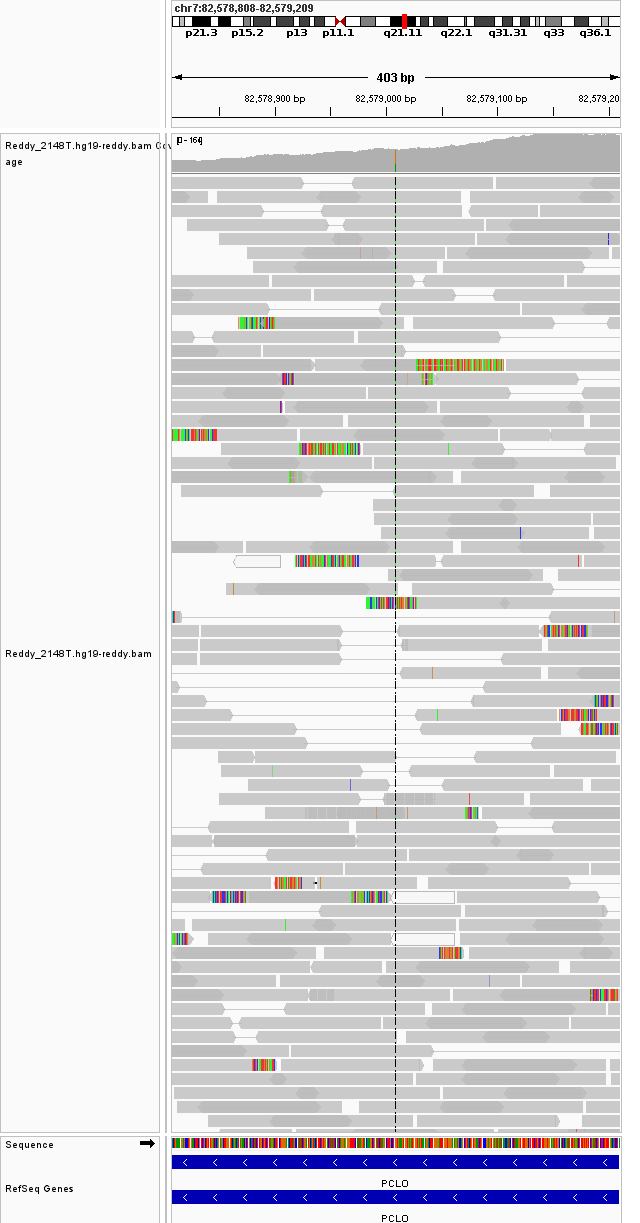 chr7:82,578,808-82,579,209
p21.3 p15.2 p13 p11.1 q21.11 q22.1 q31.31 q33 q36.1
403 bp
82,578,900 bp 82,579,000 bp 82,579,100 bp 82,579,20
Reddy_2148T.hg19-reddy.bam Cov
age
[0 - 164]
Reddy_2148T.hg19-reddy.bam
Sequence
PCLO
RefSeq Genes
PCLO